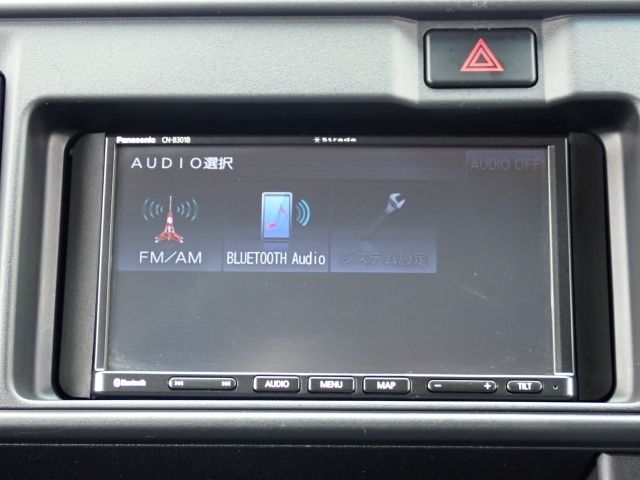 Panasonic CN-B301B Strada
AUDIO選択 AUDIO OFF
FM/AM BLUETOOTH Audio システム設定
Bluetooth AUDIO MENU MAP − + TILT